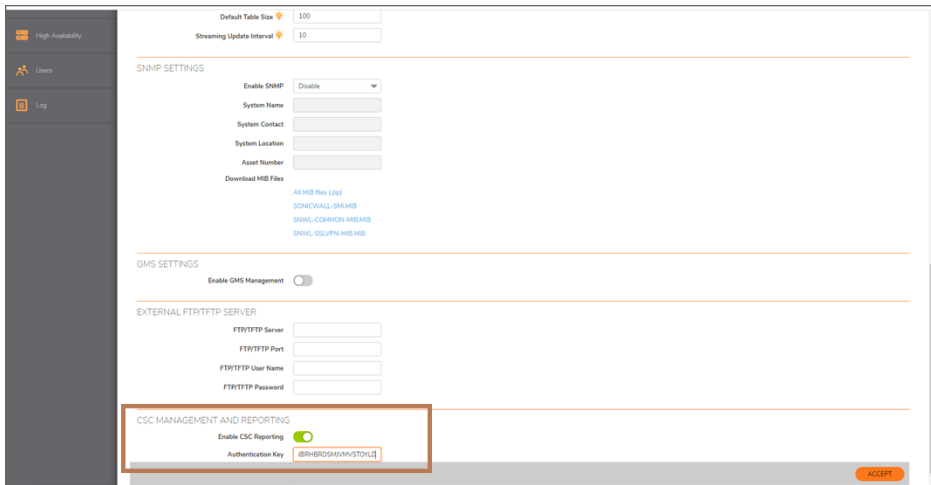 Default Table Size 100
Streaming Update Interval 10
High Availability
Users
Log
SNMP SETTINGS
Enable SNMP Disable
System Name
System Contact
System Location
Asset Number
Download MIB Files
All MIB files (.zip)
SONICWALL-SMI.MIB
SNWL-COMMON-MIB.MIB
SNWL-SSLVPN-MIB.MIB
GMS SETTINGS
Enable GMS Management
EXTERNAL FTP/TFTP SERVER
FTP/TFTP Server
FTP/TFTP Port
FTP/TFTP User Name
FTP/TFTP Password
CSC MANAGEMENT AND REPORTING
Enable CSC Reporting
Authentication Key
ACCEPT